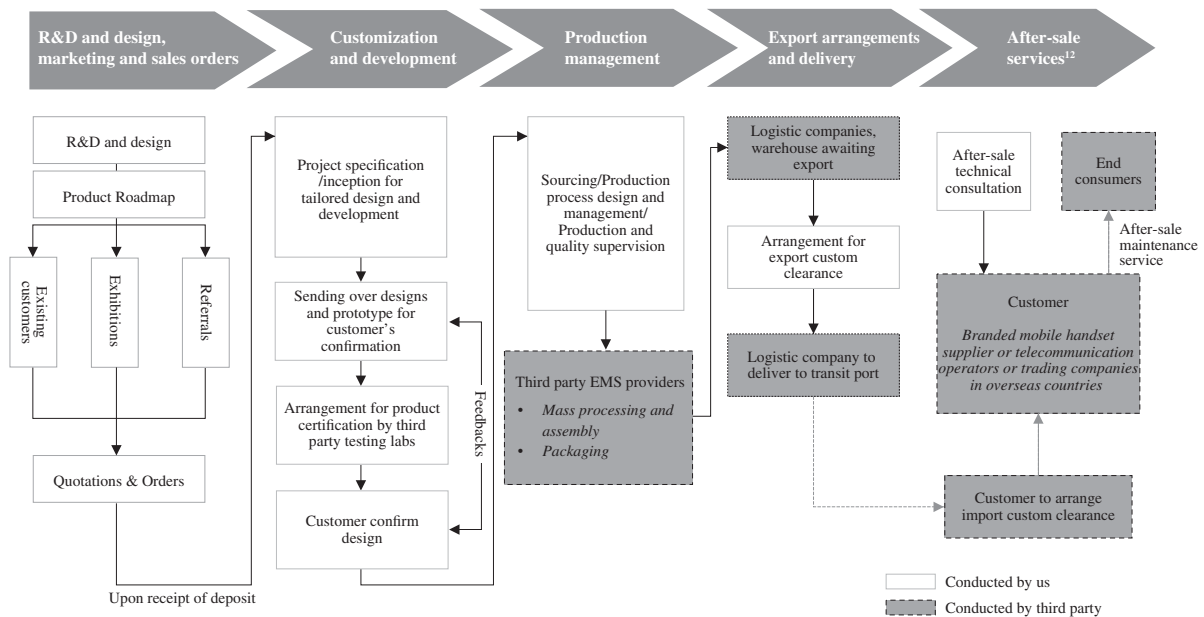 R&D and design,
marketing and sales orders
Customization
and development
Production
management
Export arrangements
and delivery
After-sale
services¹²
R&D and design
Product Roadmap
Existing
customers
Exhibitions
Referrals
Quotations & Orders
Upon receipt of deposit
Project specification
/inception for
tailored design and
development
Sending over designs
and prototype for
customer's
confirmation
Arrangement for product
certification by third
party testing labs
Customer confirm
design
Feedbacks
Sourcing/Production
process design and
management/
Production and
quality supervision
Third party EMS providers
• Mass processing and
assembly
• Packaging
Logistic companies,
warehouse awaiting
export
Arrangement for
export custom
clearance
Logistic company to
deliver to transit port
After-sale
technical
consultation
End
consumers
After-sale
maintenance
service
Customer
Branded mobile handset
supplier or telecommunication
operators or trading companies
in overseas countries
Customer to arrange
import custom clearance
Conducted by us
Conducted by third party